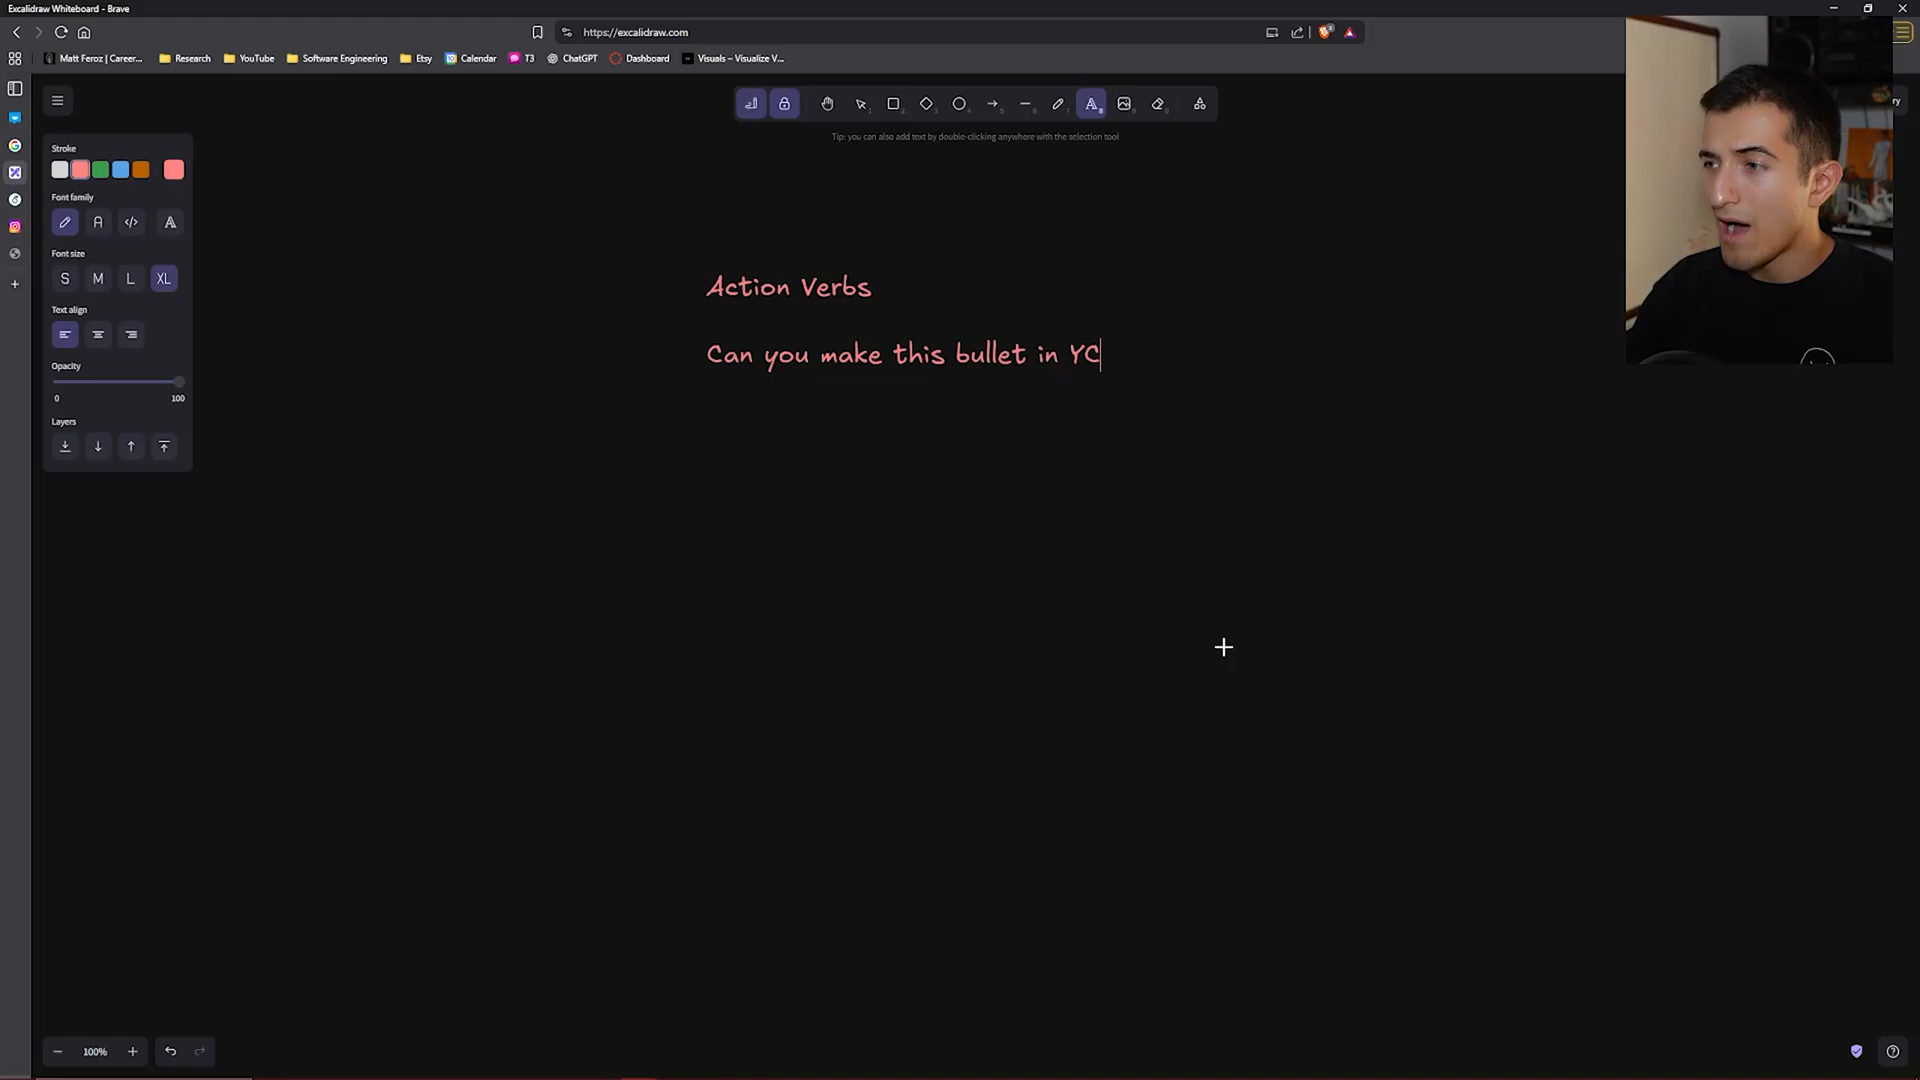 Excalidraw Whiteboard - Brave
https://excalidraw.com
Matt Feroz | Career...
Research
YouTube
Software Engineering
Etsy
Calendar
T3
ChatGPT
Dashboard
Visuals – Visualize V...
ry
Tip: you can also add text by double-clicking anywhere with the selection tool
Stroke
Font family
Font size
S M L XL
Text align
Opacity
0 100
Layers
Action Verbs
Can you make this bullet in YC
100%